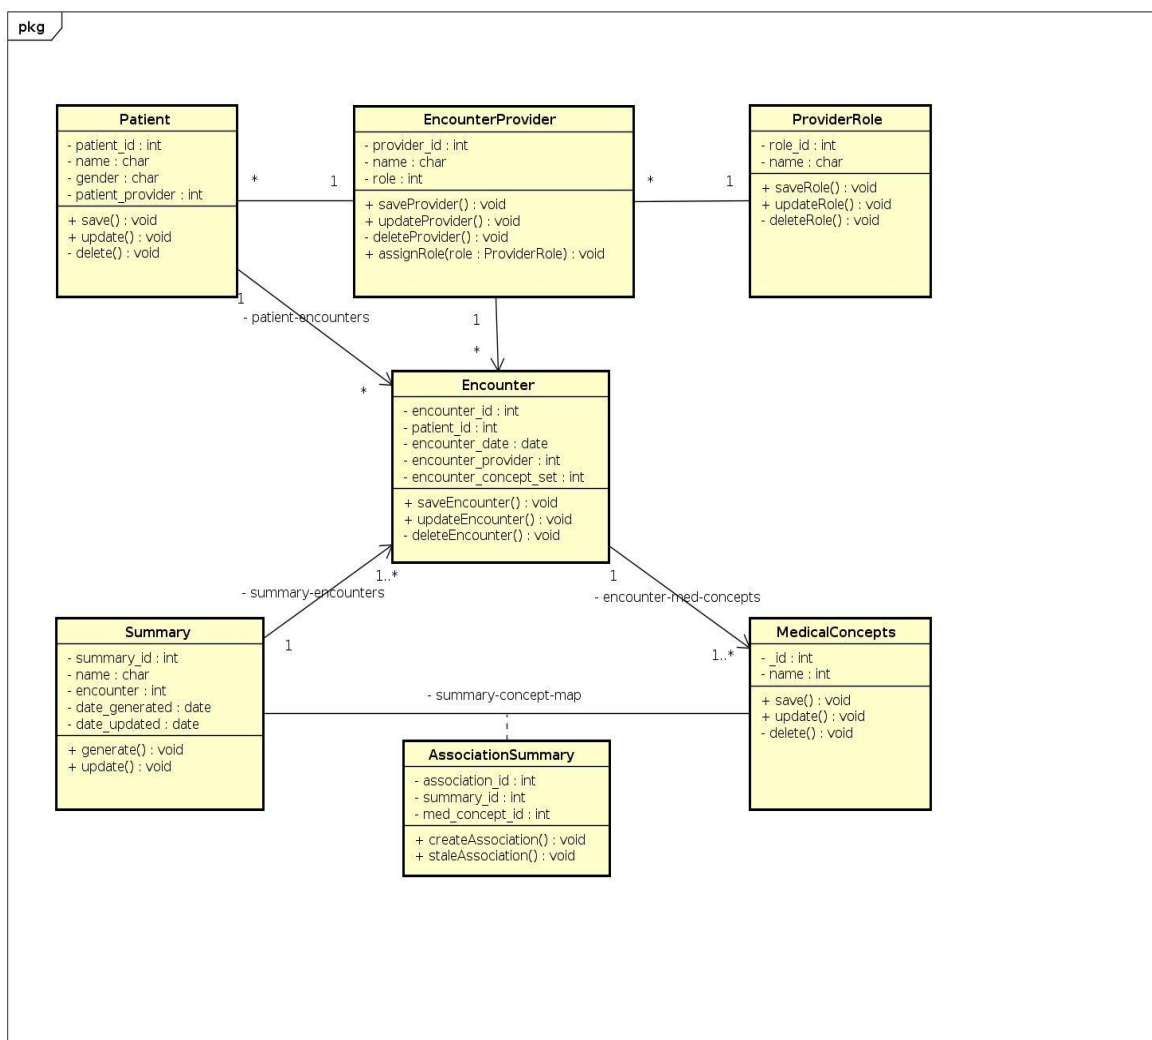 pkg
Patient
- patient_id : int
- name : char
- gender : char
- patient_provider : int
+ save() : void
+ update() : void
- delete() : void
*
1
EncounterProvider
- provider_id : int
- name : char
- role : int
+ saveProvider() : void
+ updateProvider() : void
- deleteProvider() : void
+ assignRole(role : ProviderRole) : void
*
1
ProviderRole
- role_id : int
- name : char
+ saveRole() : void
+ updateRole() : void
- deleteRole() : void
1
- patient-encounters
*
1
*
Encounter
- encounter_id : int
- patient_id : int
- encounter_date : date
- encounter_provider : int
- encounter_concept_set : int
+ saveEncounter() : void
+ updateEncounter() : void
- deleteEncounter() : void
1..*
- summary-encounters
1
1
- encounter-med-concepts
1..*
Summary
- summary_id : int
- name : char
- encounter : int
- date_generated : date
- date_updated : date
+ generate() : void
+ update() : void
- summary-concept-map
MedicalConcepts
- _id : int
- name : int
+ save() : void
+ update() : void
- delete() : void
AssociationSummary
- association_id : int
- summary_id : int
- med_concept_id : int
+ createAssociation() : void
+ staleAssociation() : void